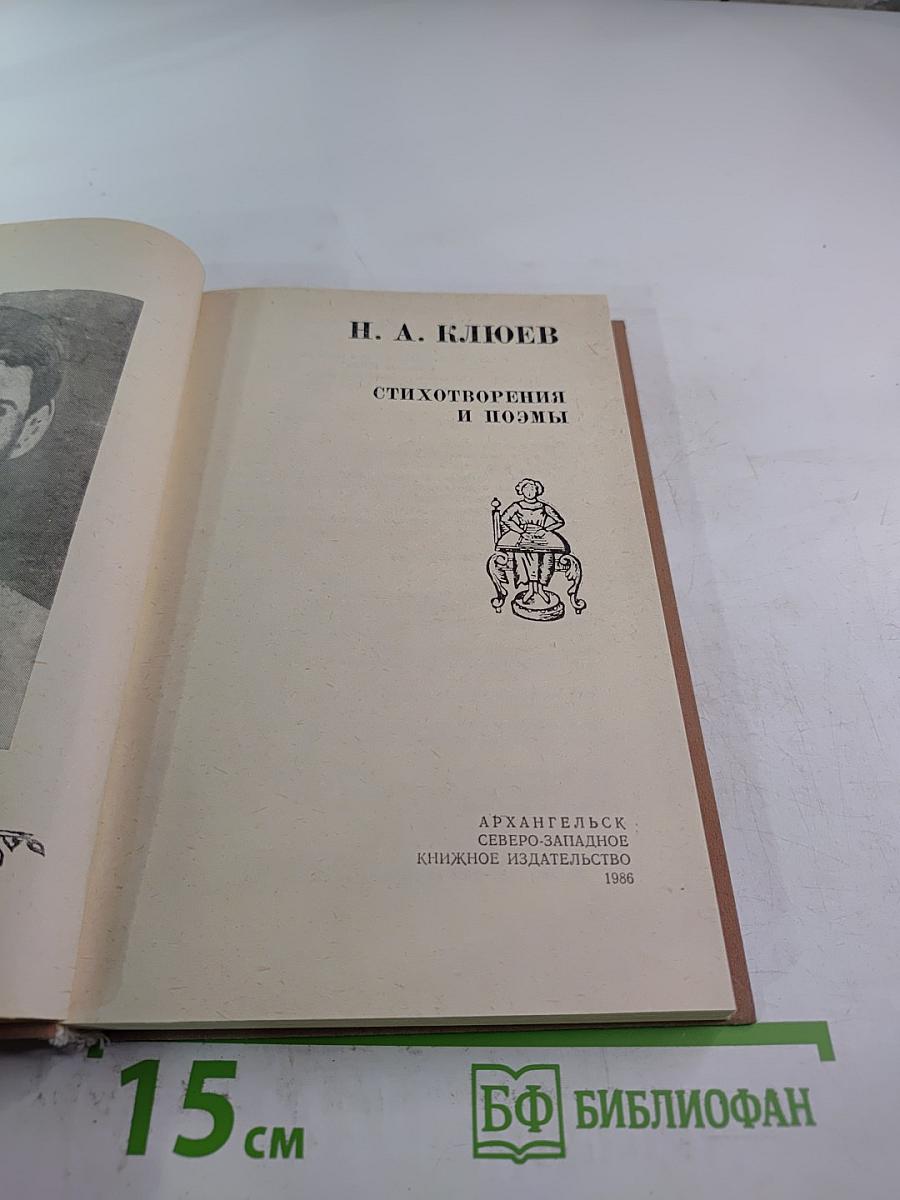 Н. А. КЛЮЕВ
СТИХОТВОРЕНИЯ
И ПОЭМЫ
АРХАНГЕЛЬСК
СЕВЕРО-ЗАПАДНОЕ
КНИЖНОЕ ИЗДАТЕЛЬСТВО
1986
15 см
БФ БИБЛИОФАН